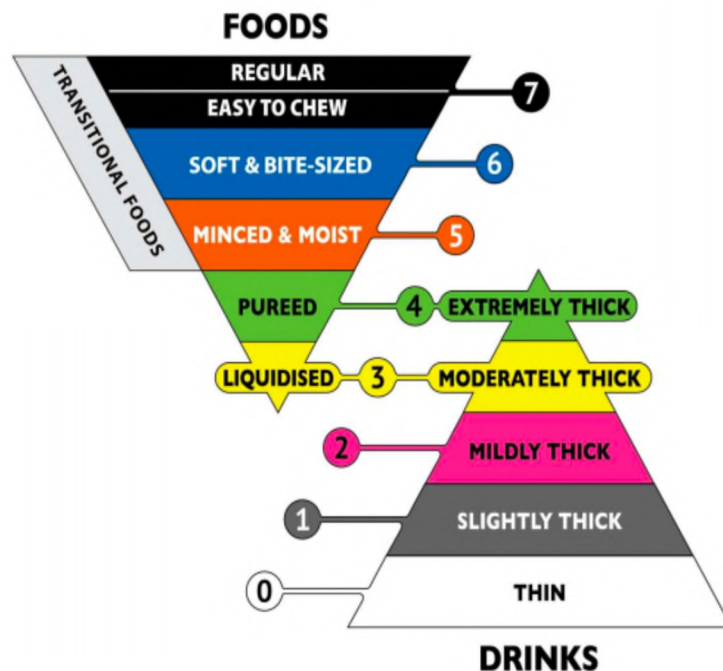 FOODS
REGULAR
EASY TO CHEW
7
TRANSITIONAL FOODS
SOFT & BITE-SIZED
6
MINCED & MOIST
5
PUREED
4
EXTREMELY THICK
LIQUIDISED
3
MODERATELY THICK
2
MILDLY THICK
1
SLIGHTLY THICK
0
THIN
DRINKS